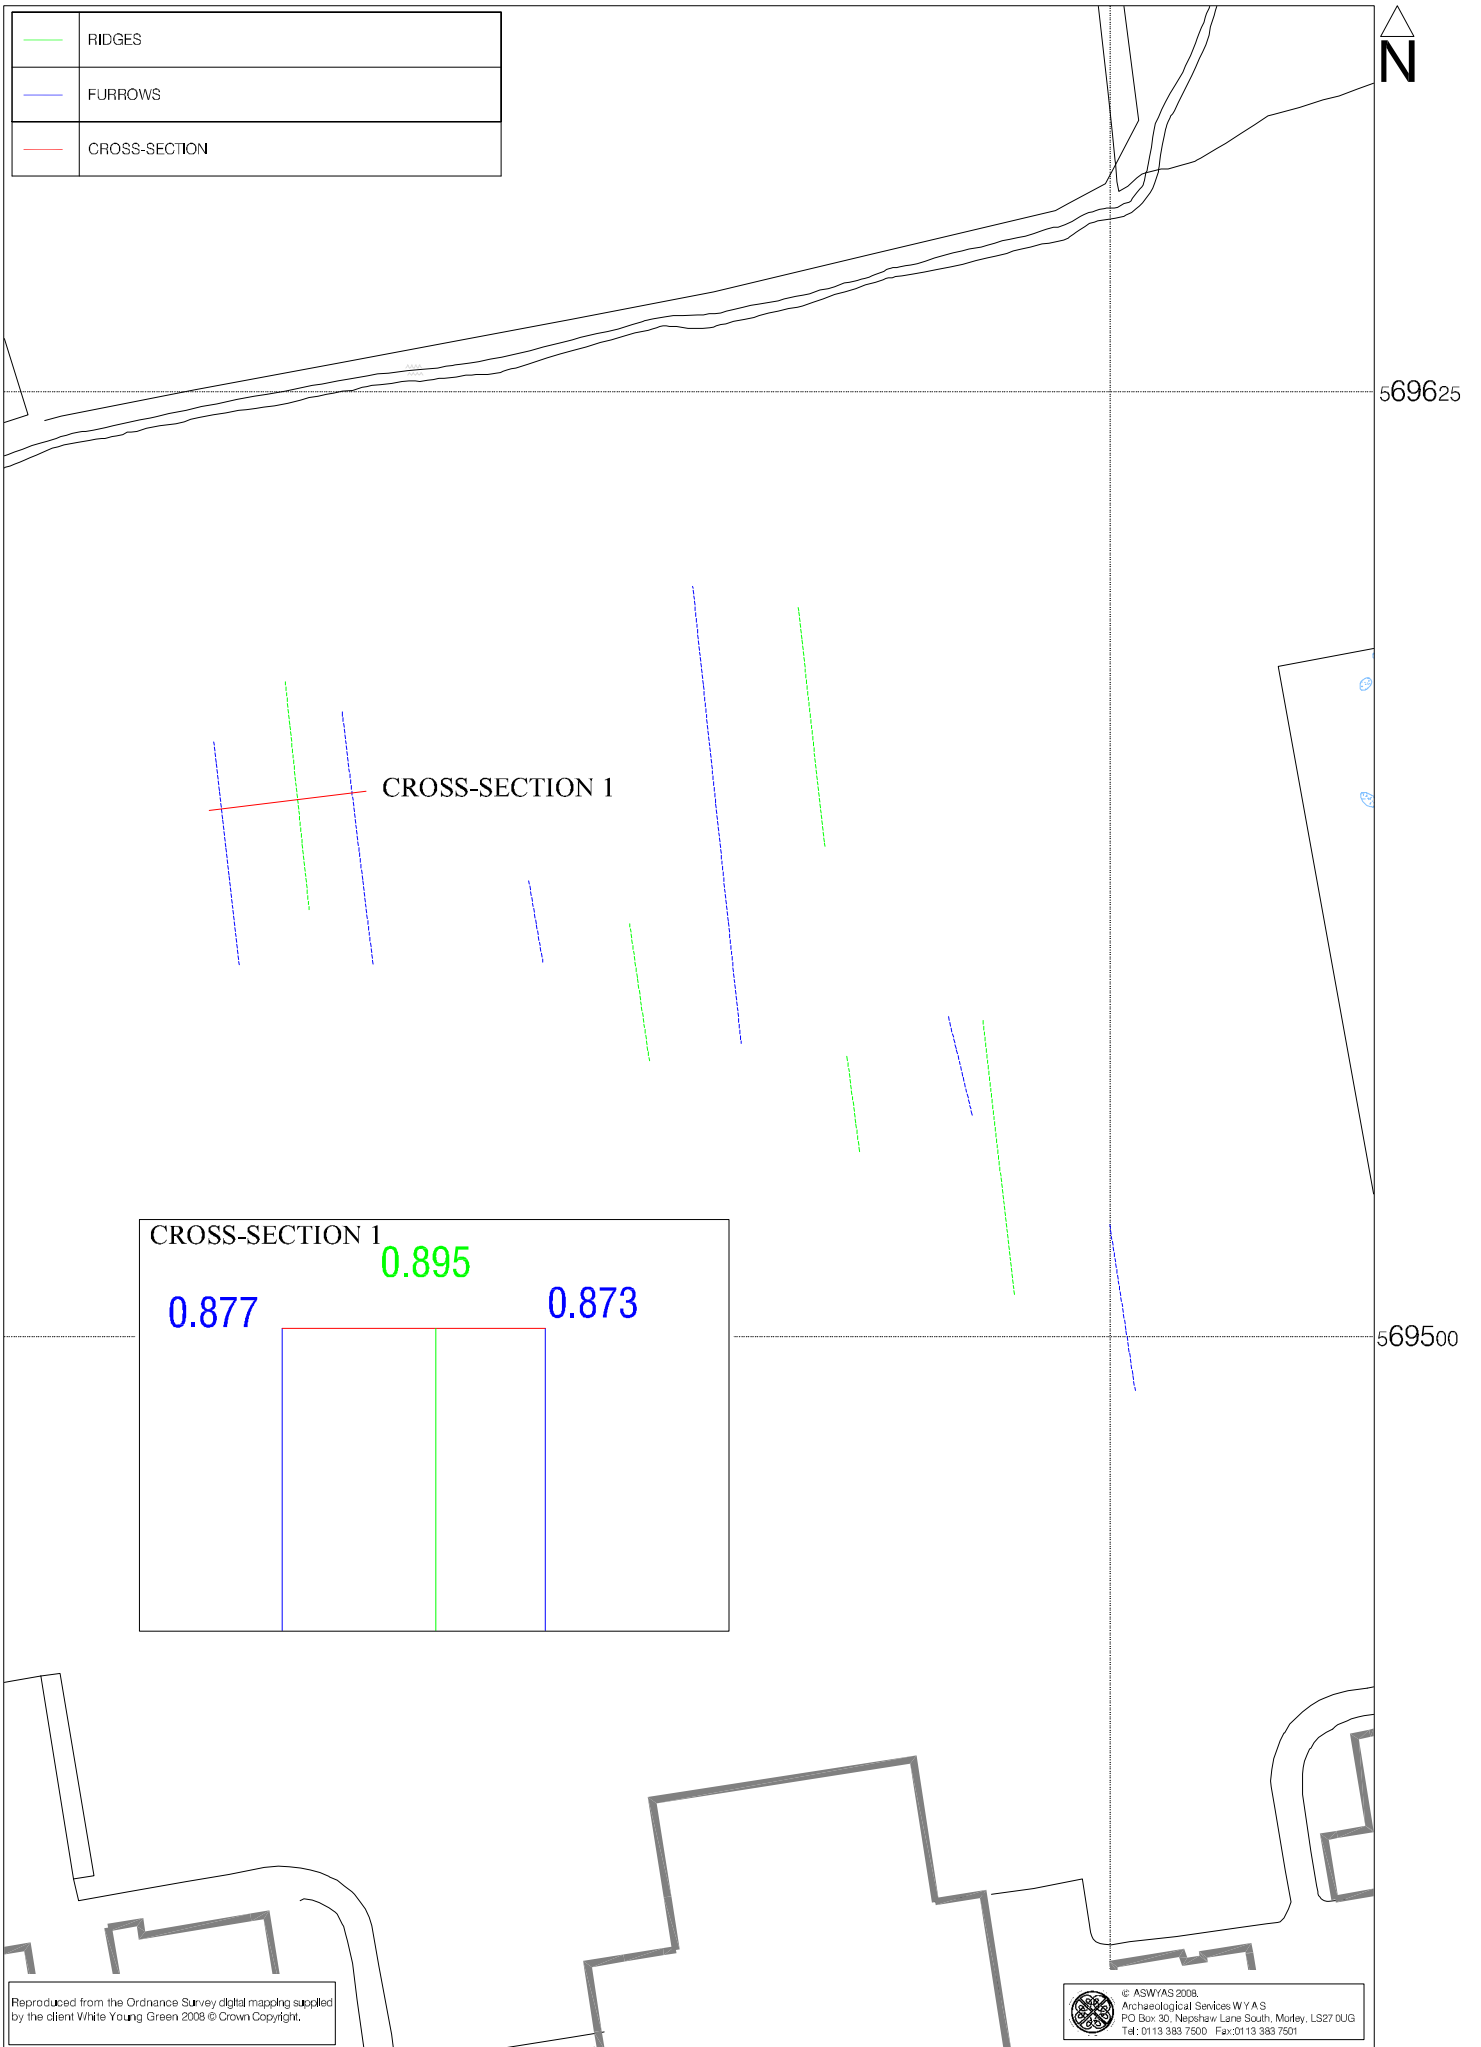 RIDGES
N
FURROWS
CROSS-SECTION
569625
CROSS-SECTION 1
CROSS-SECTION 1
0.895
0.877
0.873
569500
Reproduced from the Ordnance Survey digital mapping supplied
by the client White Young Green 2008 © Crown Copyright.
© ASWYAS 2008.
Archaeological Services W Y A S
PO Box 30, Nepshaw Lane South, Morley, LS27 0UG
Tel: 0113 383 7500 Fax:0113 383 7501